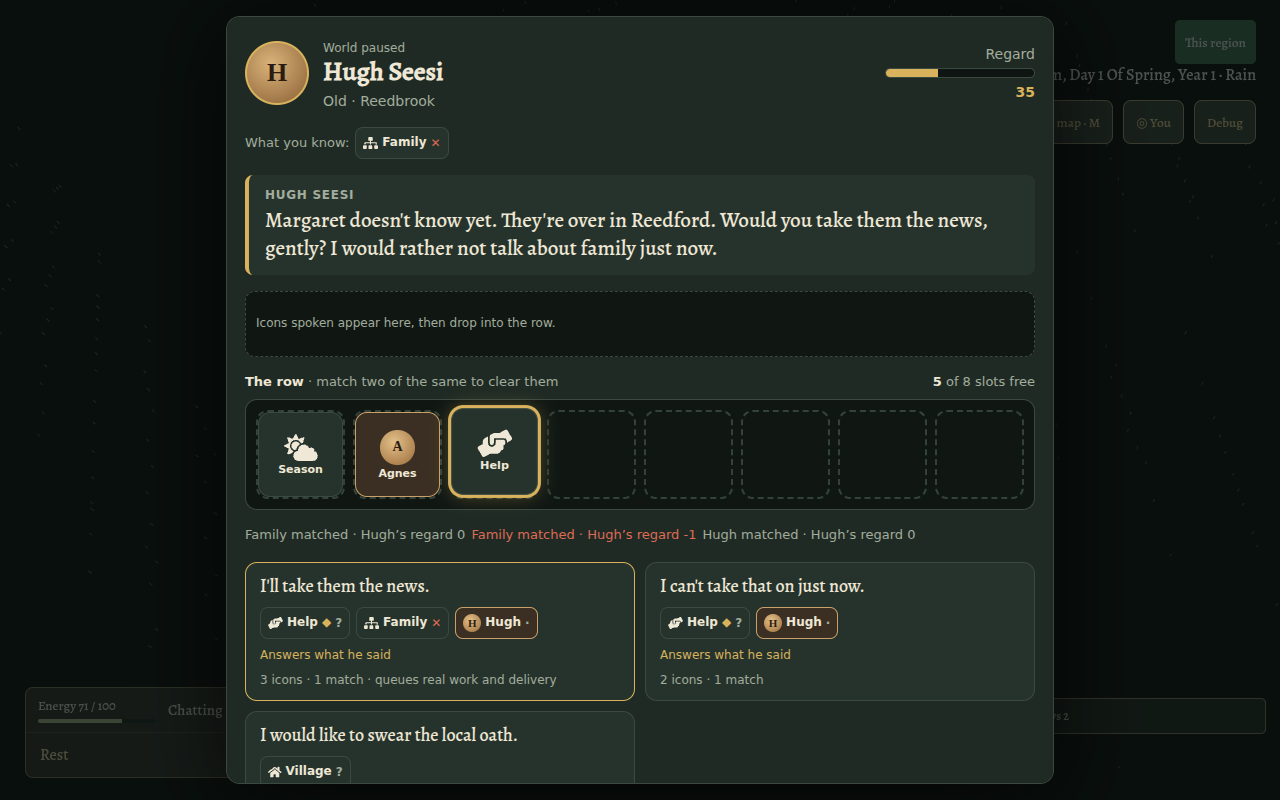 This region
n, Day 1 Of Spring, Year 1 · Rain
map · M
◎ You
Debug
H
World paused
Hugh Seesi
Old · Reedbrook
Regard
35
What you know:
Family ×
HUGH SEESI
Margaret doesn't know yet. They're over in Reedford. Would you take them the news,
gently? I would rather not talk about family just now.
Icons spoken appear here, then drop into the row.
The row · match two of the same to clear them
5 of 8 slots free
Season
A
Agnes
Help
Family matched · Hugh’s regard 0 Family matched · Hugh’s regard -1 Hugh matched · Hugh’s regard 0
I'll take them the news.
Help ◆ ?
Family ×
H Hugh ·
Answers what he said
3 icons · 1 match · queues real work and delivery
I can't take that on just now.
Help ◆ ?
H Hugh ·
Answers what he said
2 icons · 1 match
I would like to swear the local oath.
Village ?
Energy 71 / 100
Chatting
Rest
s 2